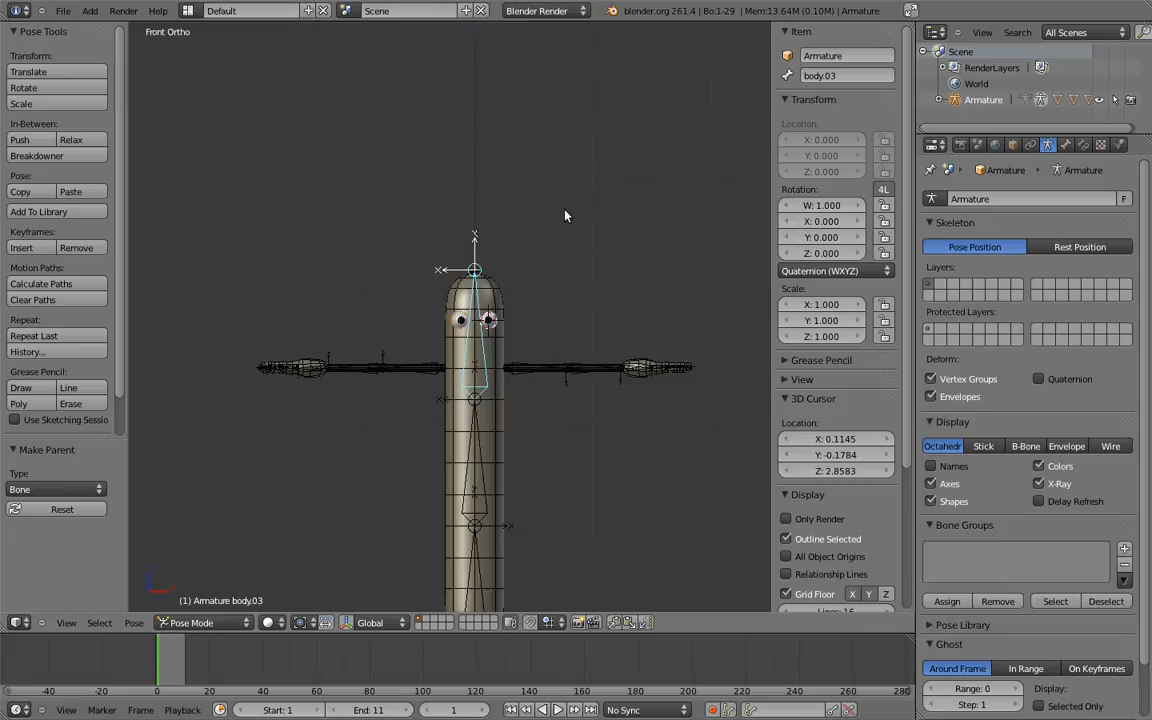 File Add Render Help Default Scene Blender Render blender.org 261.4 | Bo:1-29 | Mem:13.64M (0.10M) | Armature
Pose Tools
Transform:
Translate
Rotate
Scale
In-Between:
Push Relax
Breakdowner
Pose:
Copy Paste
Add To Library
Keyframes:
Insert Remove
Motion Paths:
Calculate Paths
Clear Paths
Repeat:
Repeat Last
History...
Grease Pencil:
Draw Line
Poly Erase
Use Sketching Sessio
Make Parent
Type
Bone
Reset
Front Ortho
(1) Armature body.03
View Select Pose Pose Mode Global
Item
Armature
body.03
Transform
Location:
X: 0.000
Y: 0.000
Z: 0.000
Rotation:
4L
W: 1.000
X: 0.000
Y: 0.000
Z: 0.000
Quaternion (WXYZ)
Scale:
X: 1.000
Y: 1.000
Z: 1.000
Grease Pencil
View
3D Cursor
Location:
X: 0.1145
Y: -0.1784
Z: 2.8583
Display
Only Render
Outline Selected
All Object Origins
Relationship Lines
Grid Floor X Y Z
View Search All Scenes
Scene
RenderLayers
World
Armature
Armature Armature
Armature F
Skeleton
Pose Position Rest Position
Layers:
Protected Layers:
Deform:
Vertex Groups Quaternion
Envelopes
Display
Octahedr Stick B-Bone Envelope Wire
Names Colors
Axes X-Ray
Shapes Delay Refresh
Bone Groups
Assign Remove Select Deselect
Pose Library
Ghost
Around Frame In Range On Keyframes
Range: 0 Display:
Step: 1 Selected Only
-40 -20 0 20 40 60 80 100 120 140 160 180 200 220 240 260 280
View Marker Frame Playback Start: 1 End: 11 1 No Sync